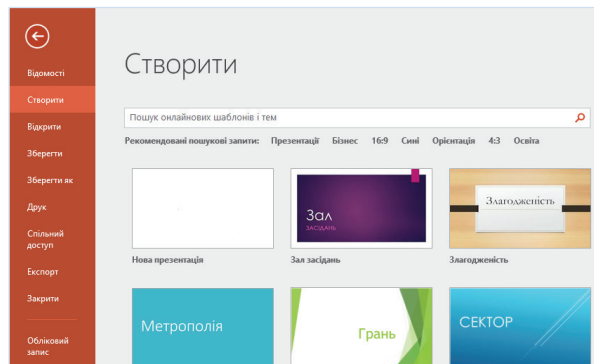 Відомості
Створити
Відкрити
Зберегти
Зберегти як
Друк
Спільний
доступ
Експорт
Закрити
Обліковий
запис
Створити
Пошук онлайнових шаблонів і тем
Рекомендовані пошукові запити: Презентації Бізнес 16:9 Сині Орієнтація 4:3 Освіта
Зал
ЗАСІДАНЬ
Злагодженість
Нова презентація Зал засідань Злагодженість
Метрополія
Грань
СЕКТОР